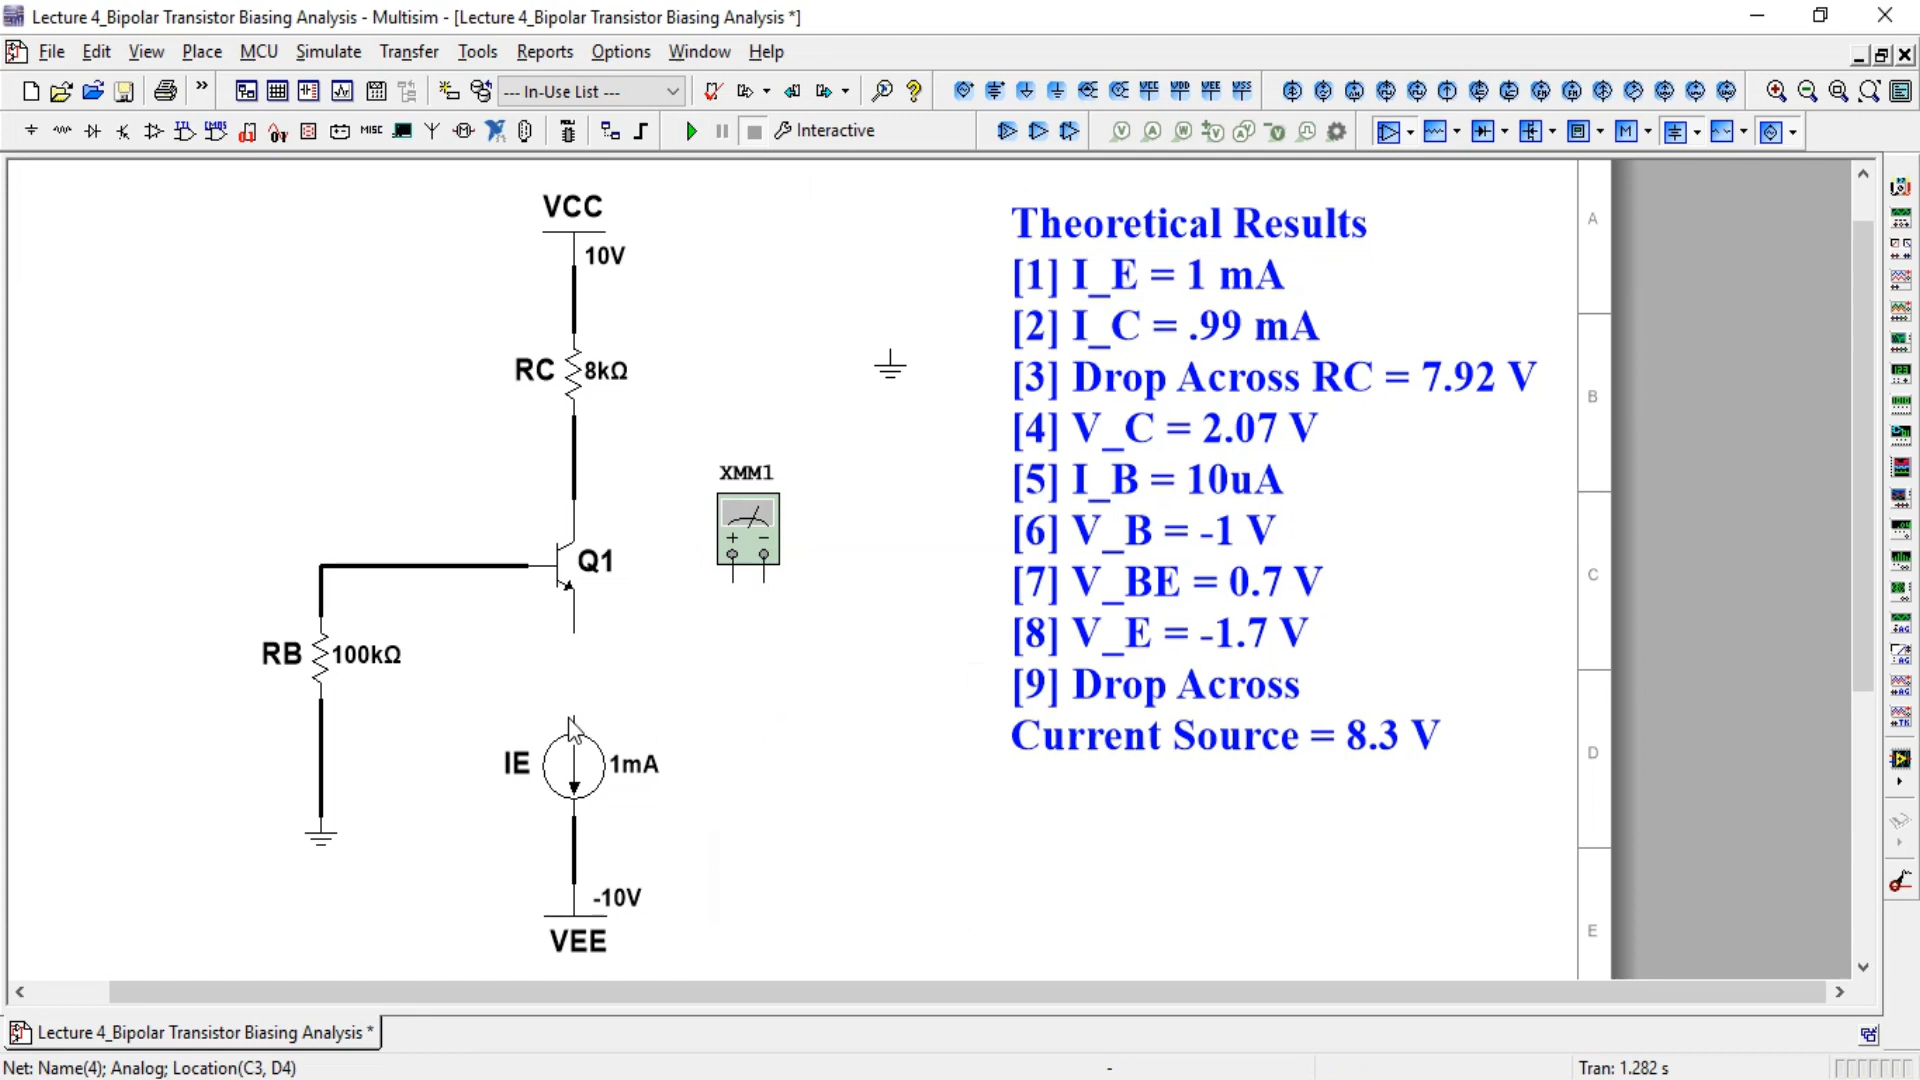 Lecture 4_Bipolar Transistor Biasing Analysis - Multisim - [Lecture 4_Bipolar Transistor Biasing Analysis *]
File Edit View Place MCU Simulate Transfer Tools Reports Options Window Help
--- In-Use List ---
VCC VDD VEE VSS
MISC Interactive
VCC
10V
RC 8kΩ
Q1
RB 100kΩ
XMM1
+ −
IE 1mA
-10V
VEE
Theoretical Results
[1] I_E = 1 mA
[2] I_C = .99 mA
[3] Drop Across RC = 7.92 V
[4] V_C = 2.07 V
[5] I_B = 10uA
[6] V_B = -1 V
[7] V_BE = 0.7 V
[8] V_E = -1.7 V
[9] Drop Across
Current Source = 8.3 V
A
B
C
D
E
Lecture 4_Bipolar Transistor Biasing Analysis *
Net: Name(4); Analog; Location(C3, D4) - Tran: 1.282 s